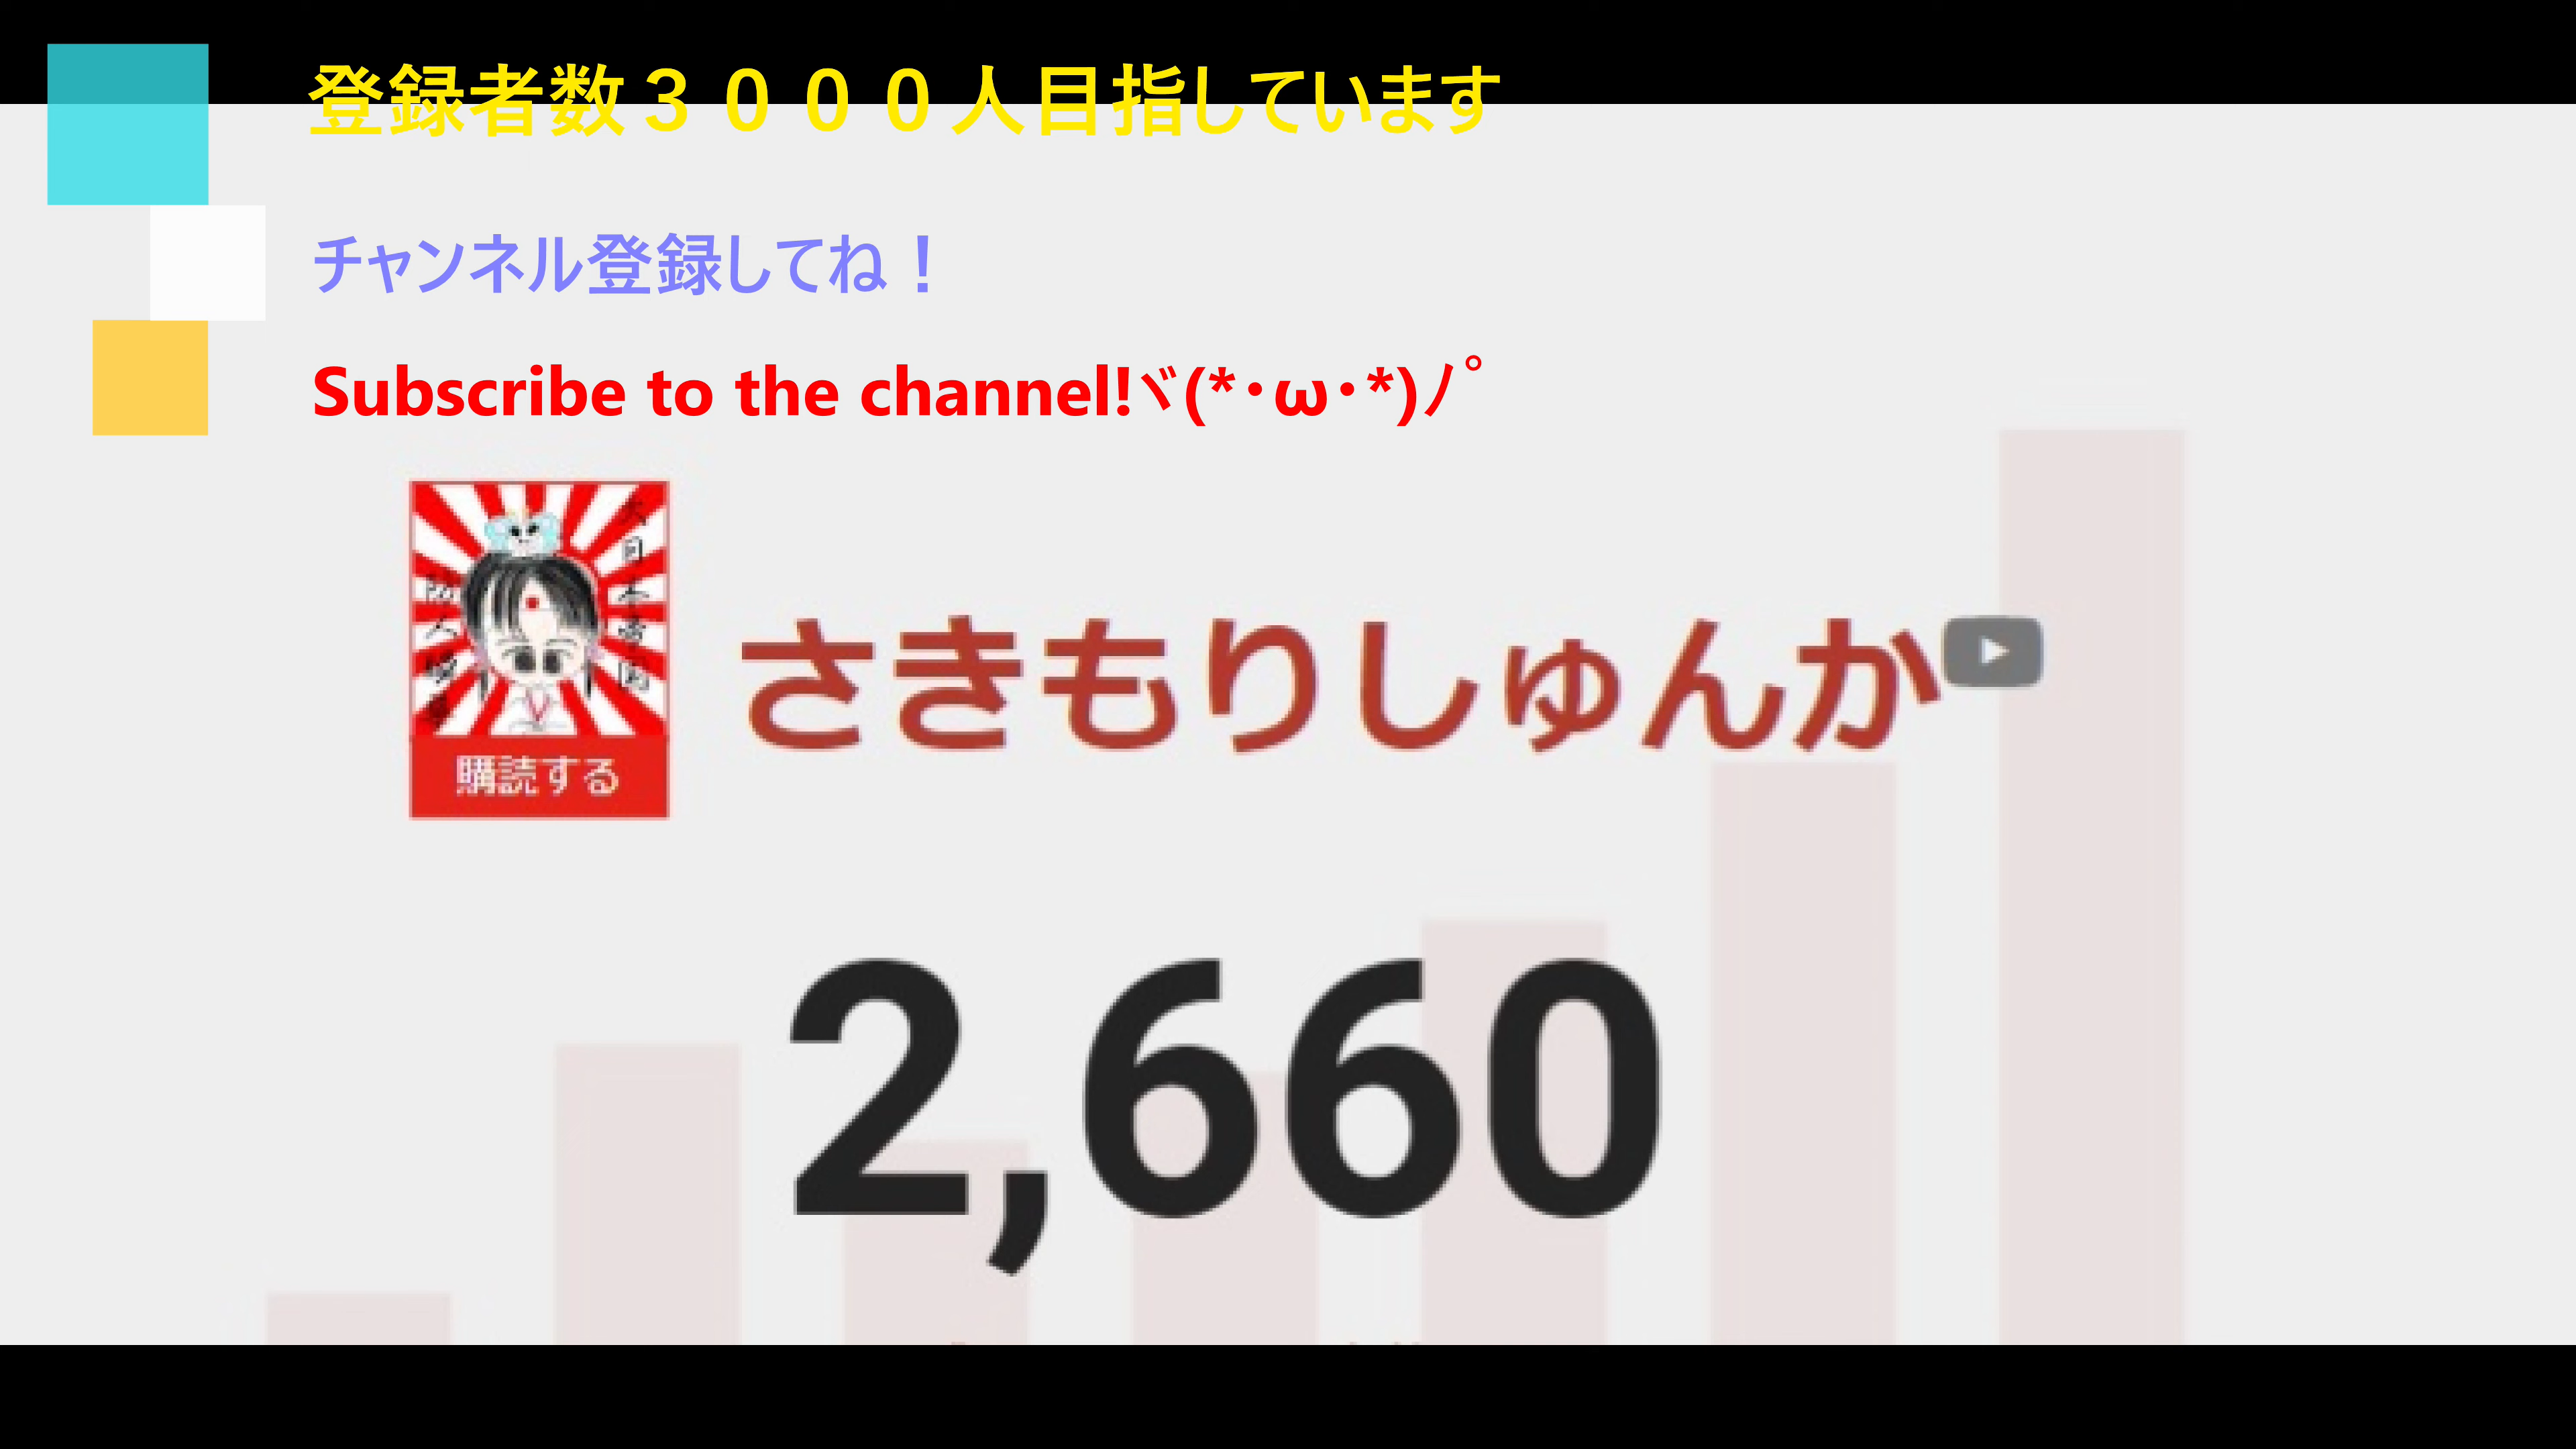 登録者数３０００人目指しています
チャンネル登録してね！
Subscribe to the channel!ヾ(*･ω･*)ﾉﾟ
さきもりしゅんか
購読する
2,660